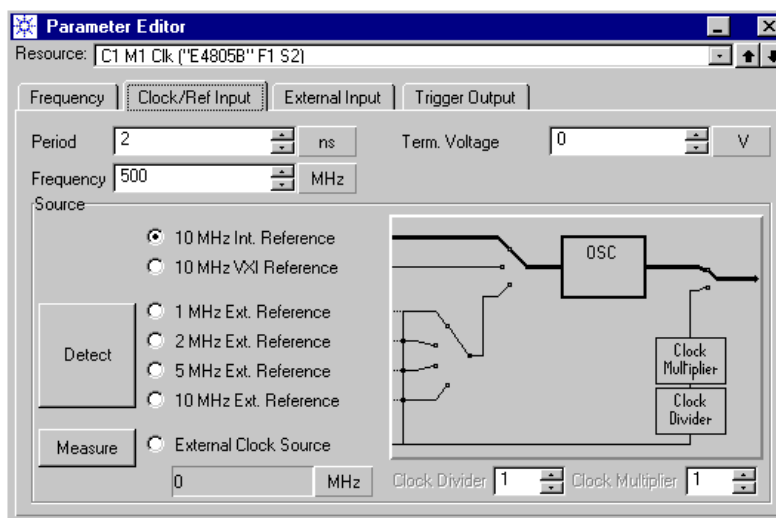 Parameter Editor
Resource: C1 M1 Clk ("E4805B" F1 S2)
Frequency Clock/Ref Input External Input Trigger Output
Period 2 ns Term. Voltage 0 V
Frequency 500 MHz
Source
10 MHz Int. Reference
OSC
10 MHz VXI Reference
1 MHz Ext. Reference
2 MHz Ext. Reference
Detect
5 MHz Ext. Reference
10 MHz Ext. Reference
Clock
Multiplier
Clock
Divider
Measure External Clock Source
0 MHz Clock Divider 1 Clock Multiplier 1